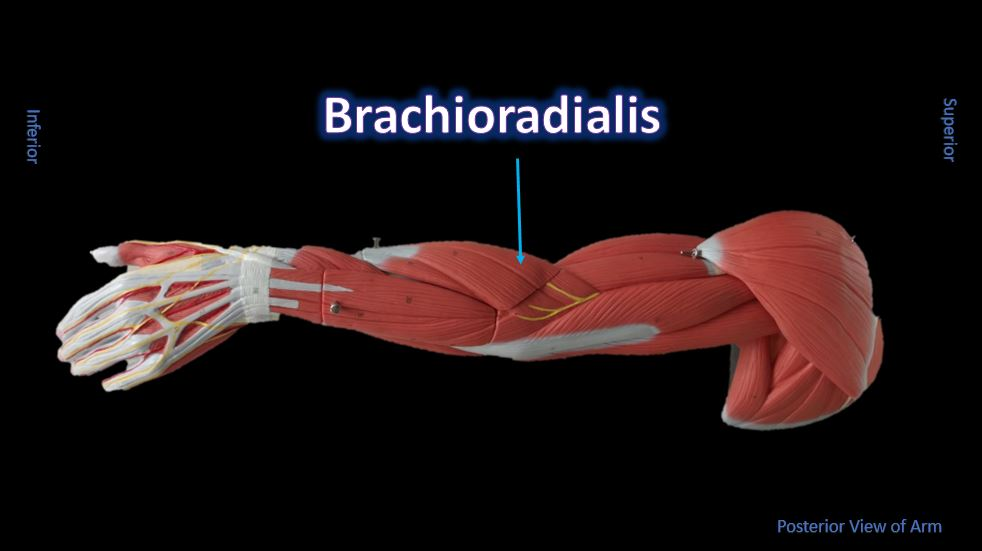 Brachioradialis
Inferior
Superior
Posterior View of Arm